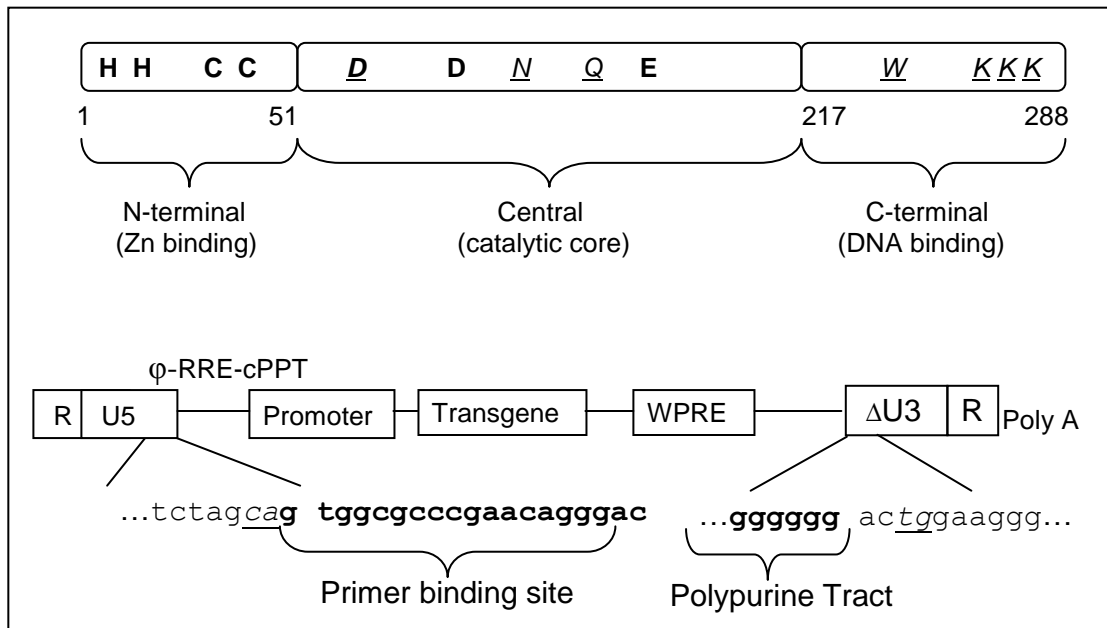 H H C C D D N Q E W K K K
1 51 217 288
N-terminal Central C-terminal
(Zn binding) (catalytic core) (DNA binding)
φ-RRE-cPPT
R U5 Promoter Transgene WPRE ΔU3 R Poly A
...tctagcag tggcgcccgaacagggac ...gggggg actggaaggg...
Primer binding site Polypurine Tract